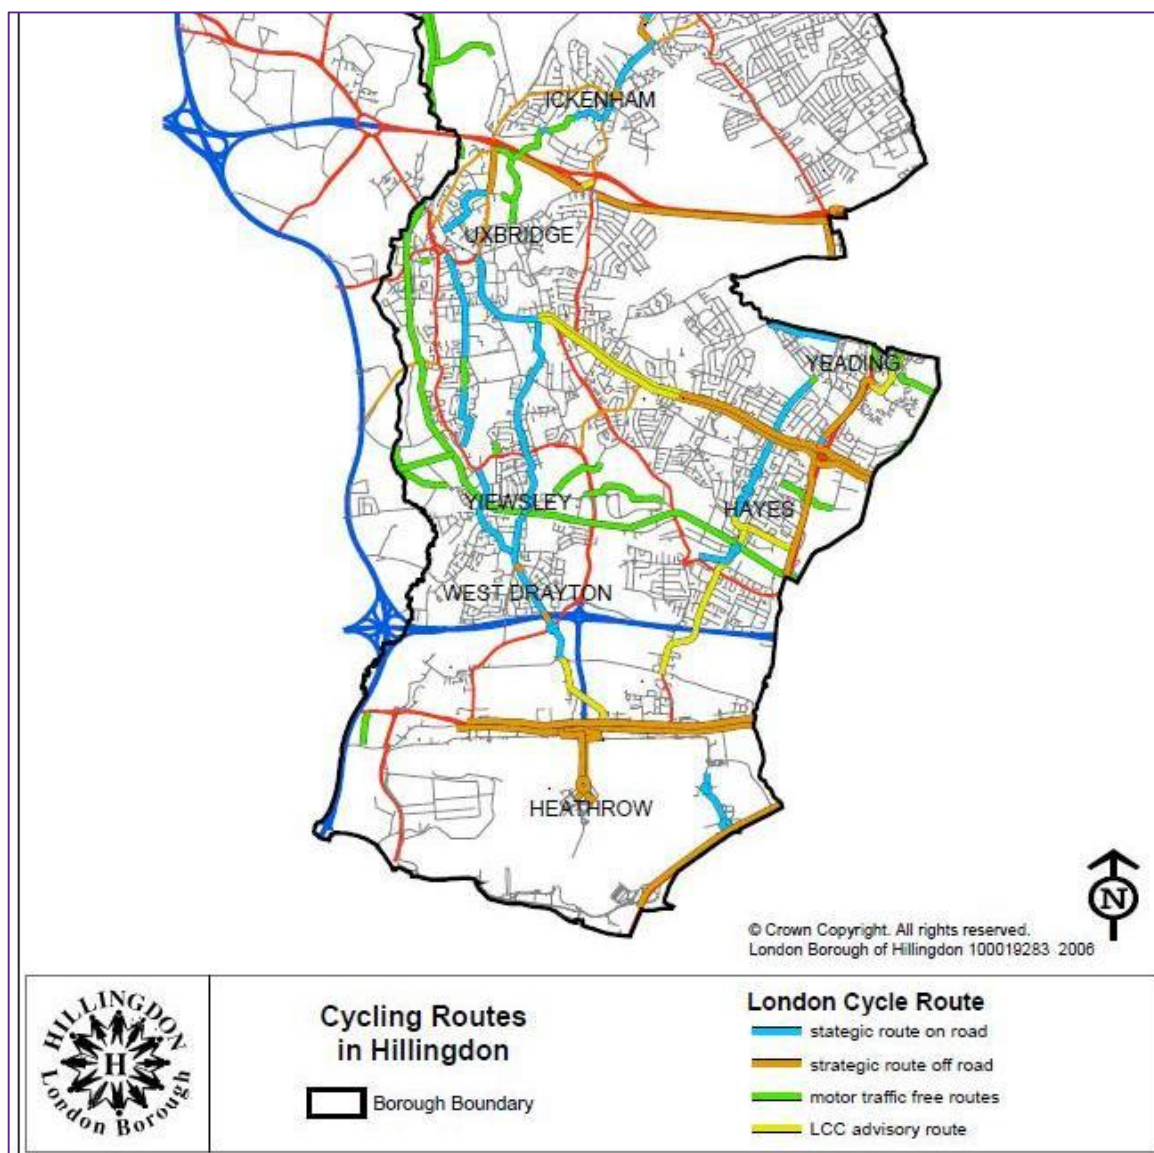 ICKENHAM
UXBRIDGE
YEADING
YIEWSLEY
HAYES
WEST DRAYTON
HEATHROW
N
© Crown Copyright. All rights reserved.
London Borough of Hillingdon 100019283 2006
HILLINGDON
H
London Borough
Cycling Routes
in Hillingdon
Borough Boundary
London Cycle Route
stategic route on road
strategic route off road
motor traffic free routes
LCC advisory route